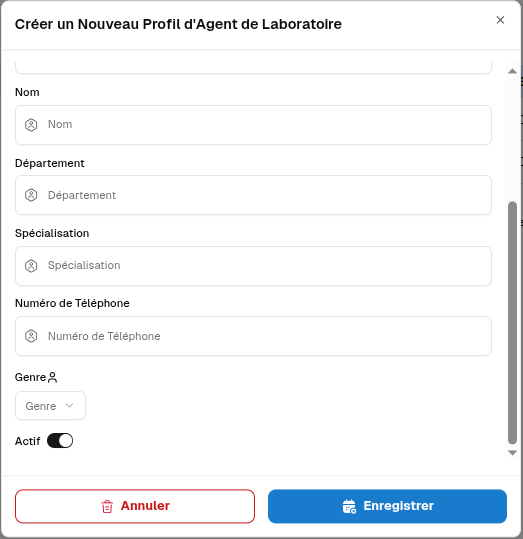 Créer un Nouveau Profil d'Agent de Laboratoire
Nom
Nom
Département
Département
Spécialisation
Spécialisation
Numéro de Téléphone
Numéro de Téléphone
Genre
Genre
Actif
Annuler
Enregistrer